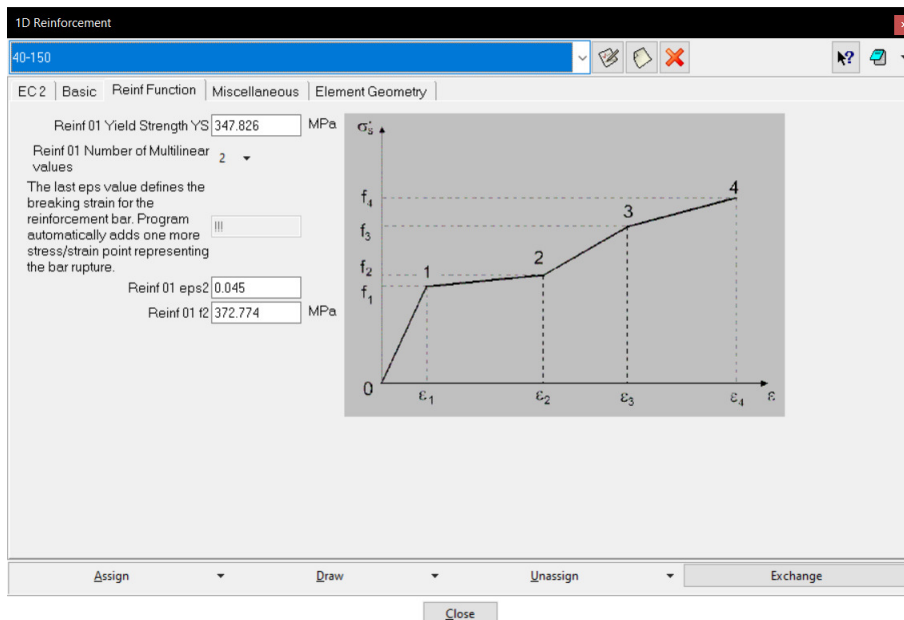 1D Reinforcement
40-150
EC2 Basic Reinf Function Miscellaneous Element Geometry
Reinf 01 Yield Strength YS 347.826 MPa
Reinf 01 Number of Multilinear
values
2
The last eps value defines the
breaking strain for the
reinforcement bar. Program
automatically adds one more
stress/strain point representing
the bar rupture.
!!!
Reinf 01 eps2 0.045
Reinf 01 f2 372.774 MPa
f₄
f₃
f₂
f₁
1
2
3
4
0
ε₁ ε₂ ε₃ ε₄ ε
Assign Draw Unassign Exchange
Close